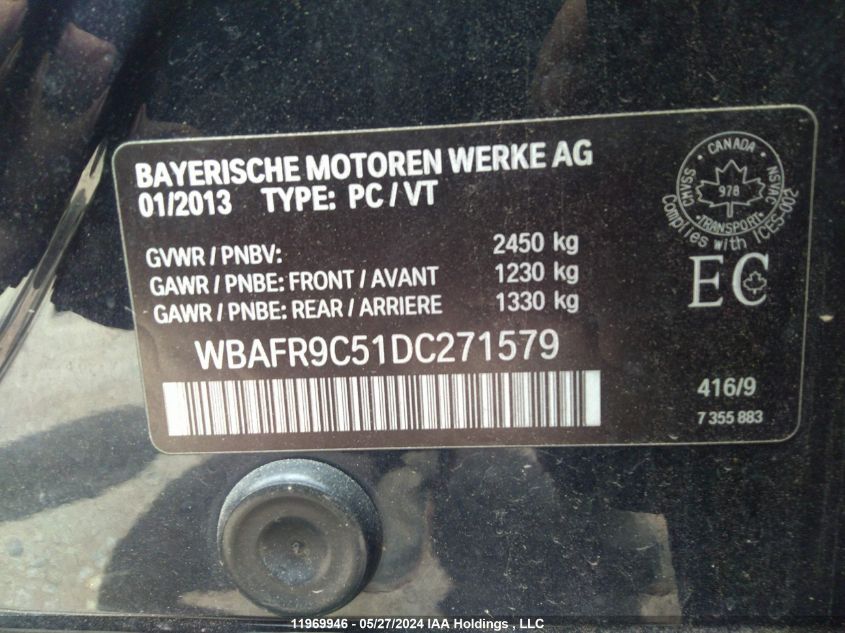 BAYERISCHE MOTOREN WERKE AG
01/2013 TYPE: PC / VT
GVWR / PNBV: 2450 kg
GAWR / PNBE: FRONT / AVANT 1230 kg
GAWR / PNBE: REAR / ARRIERE 1330 kg
WBAFR9C51DC271579
CANADA
978
TRANSPORT
CMVSS
NSVAC
Complies with ICES-002
EC
416/9
7 355 883
11969946 - 05/27/2024 IAA Holdings , LLC